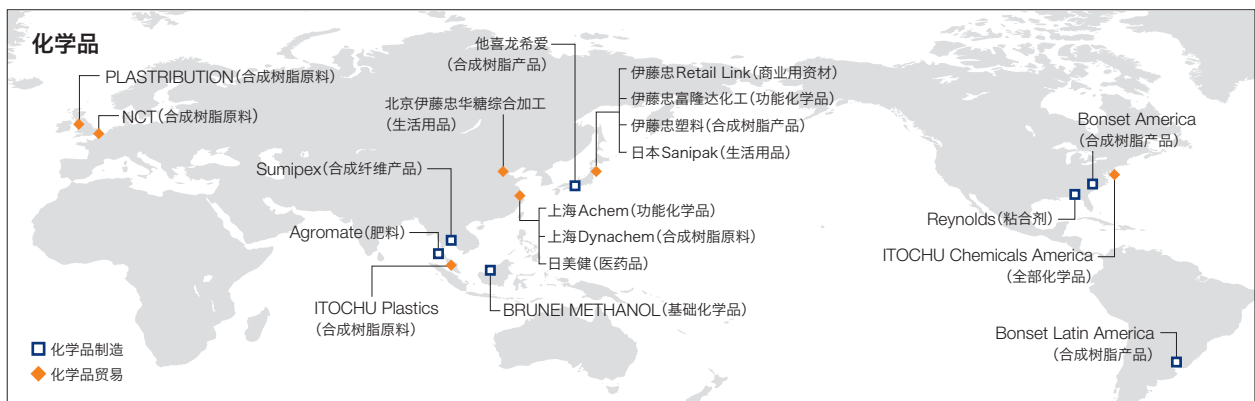 化学品
PLASTRIBUTION(合成树脂原料)
NCT(合成树脂原料)
北京伊藤忠华糖综合加工
(生活用品)
他喜龙希爱
(合成树脂产品)
伊藤忠Retail Link(商业用资材)
伊藤忠富隆达化工(功能化学品)
伊藤忠塑料(合成树脂产品)
日本Sanipak(生活用品)
Sumipex(合成纤维产品)
Agromate(肥料)
ITOCHU Plastics
(合成树脂原料)
上海Achem(功能化学品)
上海Dynachem(合成树脂原料)
日美健(医药品)
BRUNEI METHANOL(基础化学品)
Bonset America
(合成树脂产品)
Reynolds(粘合剂)
ITOCHU Chemicals America
(全部化学品)
Bonset Latin America
(合成树脂产品)
化学品制造
化学品贸易